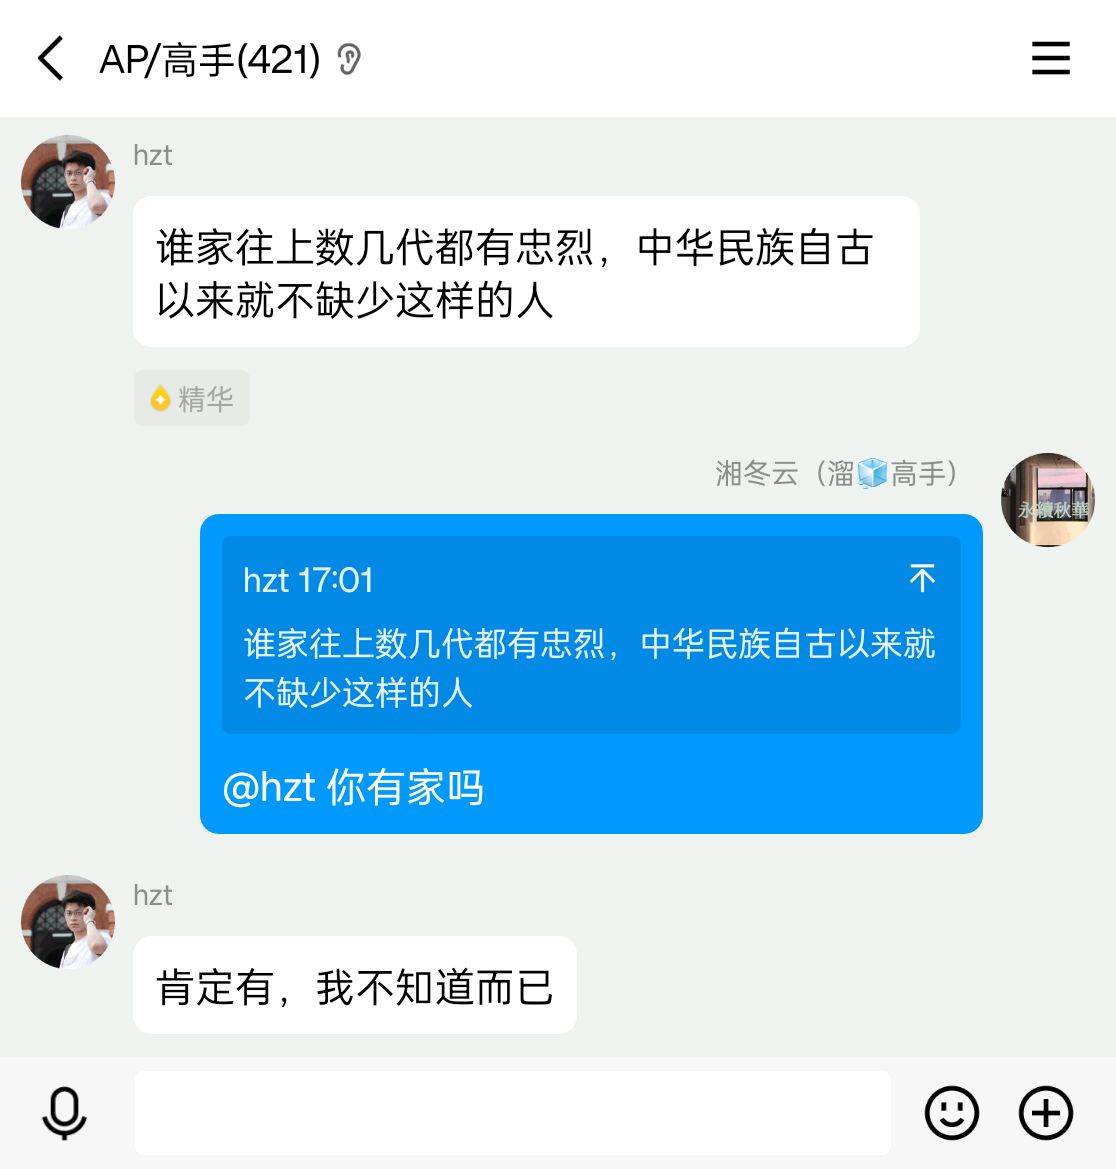 AP/高手(421)
hzt
谁家往上数几代都有忠烈，中华民族自古
以来就不缺少这样的人
精华
湘冬云（溜🧊高手）
永續秋華
hzt 17:01
谁家往上数几代都有忠烈，中华民族自古以来就
不缺少这样的人
@hzt 你有家吗
hzt
肯定有，我不知道而已